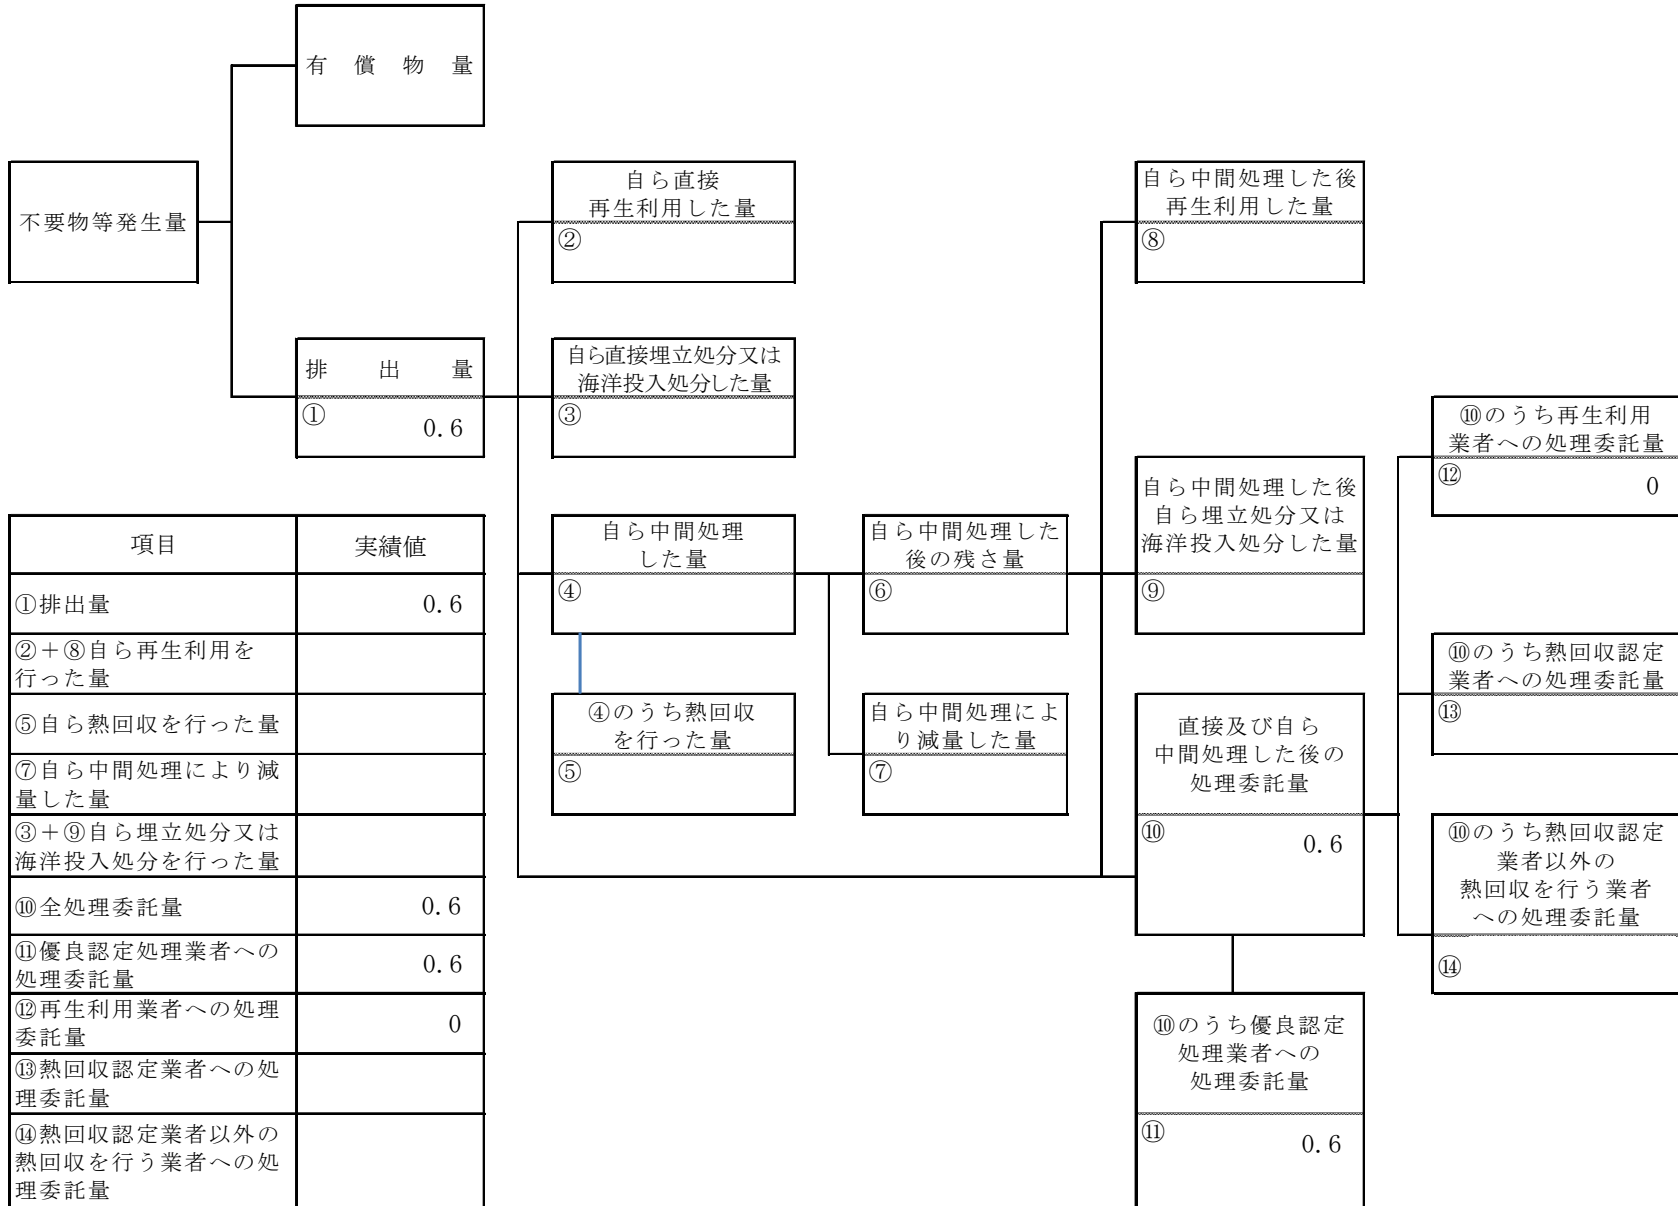 有償物量
不要物等発生量
排出量
①
0.6
自ら直接
再生利用した量
②
自ら直接埋立処分又は
海洋投入処分した量
③
自ら中間処理
した量
④
④のうち熱回収
を行った量
⑤
自ら中間処理した
後の残さ量
⑥
自ら中間処理によ
り減量した量
⑦
自ら中間処理した後
再生利用した量
⑧
自ら中間処理した後
自ら埋立処分又は
海洋投入処分した量
⑨
直接及び自ら
中間処理した後の
処理委託量
⑩
0.6
⑩のうち優良認定
処理業者への
処理委託量
⑪
0.6
⑩のうち再生利用
業者への処理委託量
⑫
0
⑩のうち熱回収認定
業者への処理委託量
⑬
⑩のうち熱回収認定
業者以外の
熱回収を行う業者
への処理委託量
⑭
項目 実績値
①排出量 0.6
②＋⑧自ら再生利用を
行った量
⑤自ら熱回収を行った量
⑦自ら中間処理により減
量した量
③＋⑨自ら埋立処分又は
海洋投入処分を行った量
⑩全処理委託量 0.6
⑪優良認定処理業者への
処理委託量 0.6
⑫再生利用業者への処理
委託量 0
⑬熱回収認定業者への処
理委託量
⑭熱回収認定業者以外の
熱回収を行う業者への処
理委託量